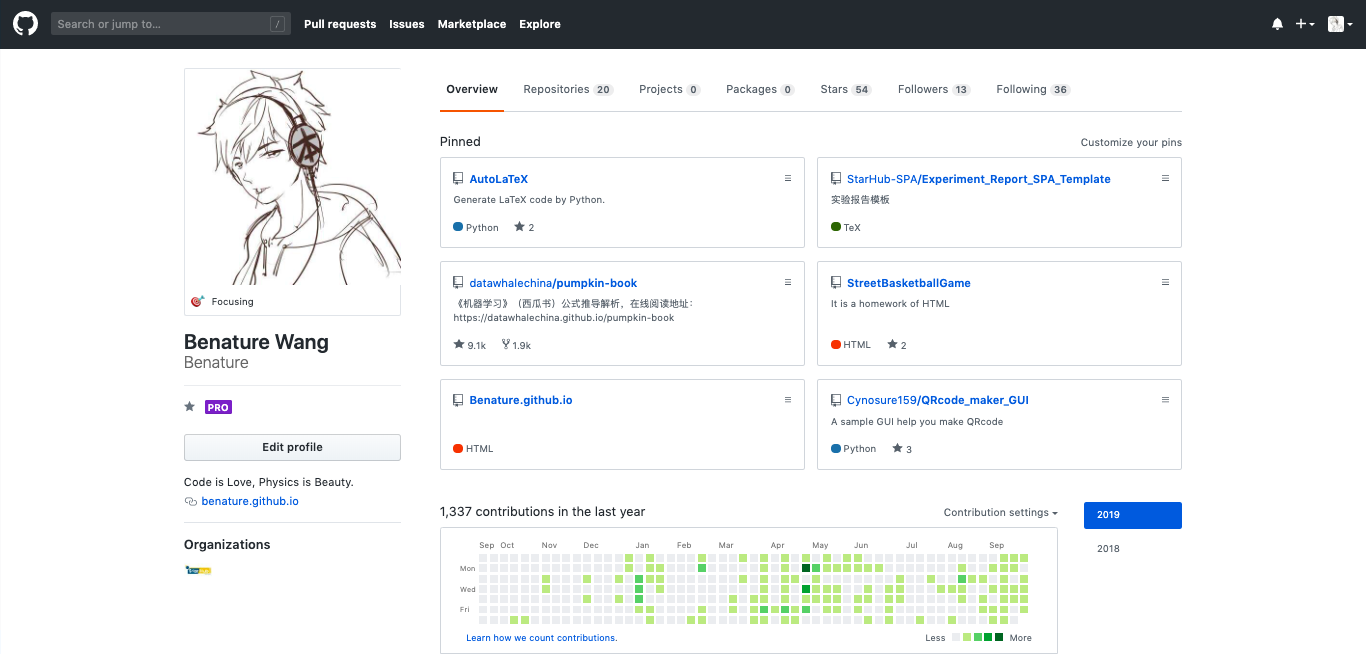 Search or jump to...
/
Pull requests
Issues
Marketplace
Explore
Overview
Repositories 20
Projects 0
Packages 0
Stars 54
Followers 13
Following 36
Focusing
Benature Wang
Benature
PRO
Edit profile
Code is Love, Physics is Beauty.
benature.github.io
Organizations
Pinned
Customize your pins
AutoLaTeX
Generate LaTeX code by Python.
Python 2
StarHub-SPA/Experiment_Report_SPA_Template
实验报告模板
TeX
datawhalechina/pumpkin-book
《机器学习》(西瓜书)公式推导解析，在线阅读地址：
https://datawhalechina.github.io/pumpkin-book
9.1k 1.9k
StreetBasketballGame
It is a homework of HTML
HTML 2
Benature.github.io
HTML
Cynosure159/QRcode_maker_GUI
A sample GUI help you make QRcode
Python 3
1,337 contributions in the last year
Contribution settings
2019
2018
Sep Oct Nov Dec Jan Feb Mar Apr May Jun Jul Aug Sep
Mon
Wed
Fri
Learn how we count contributions.
Less More